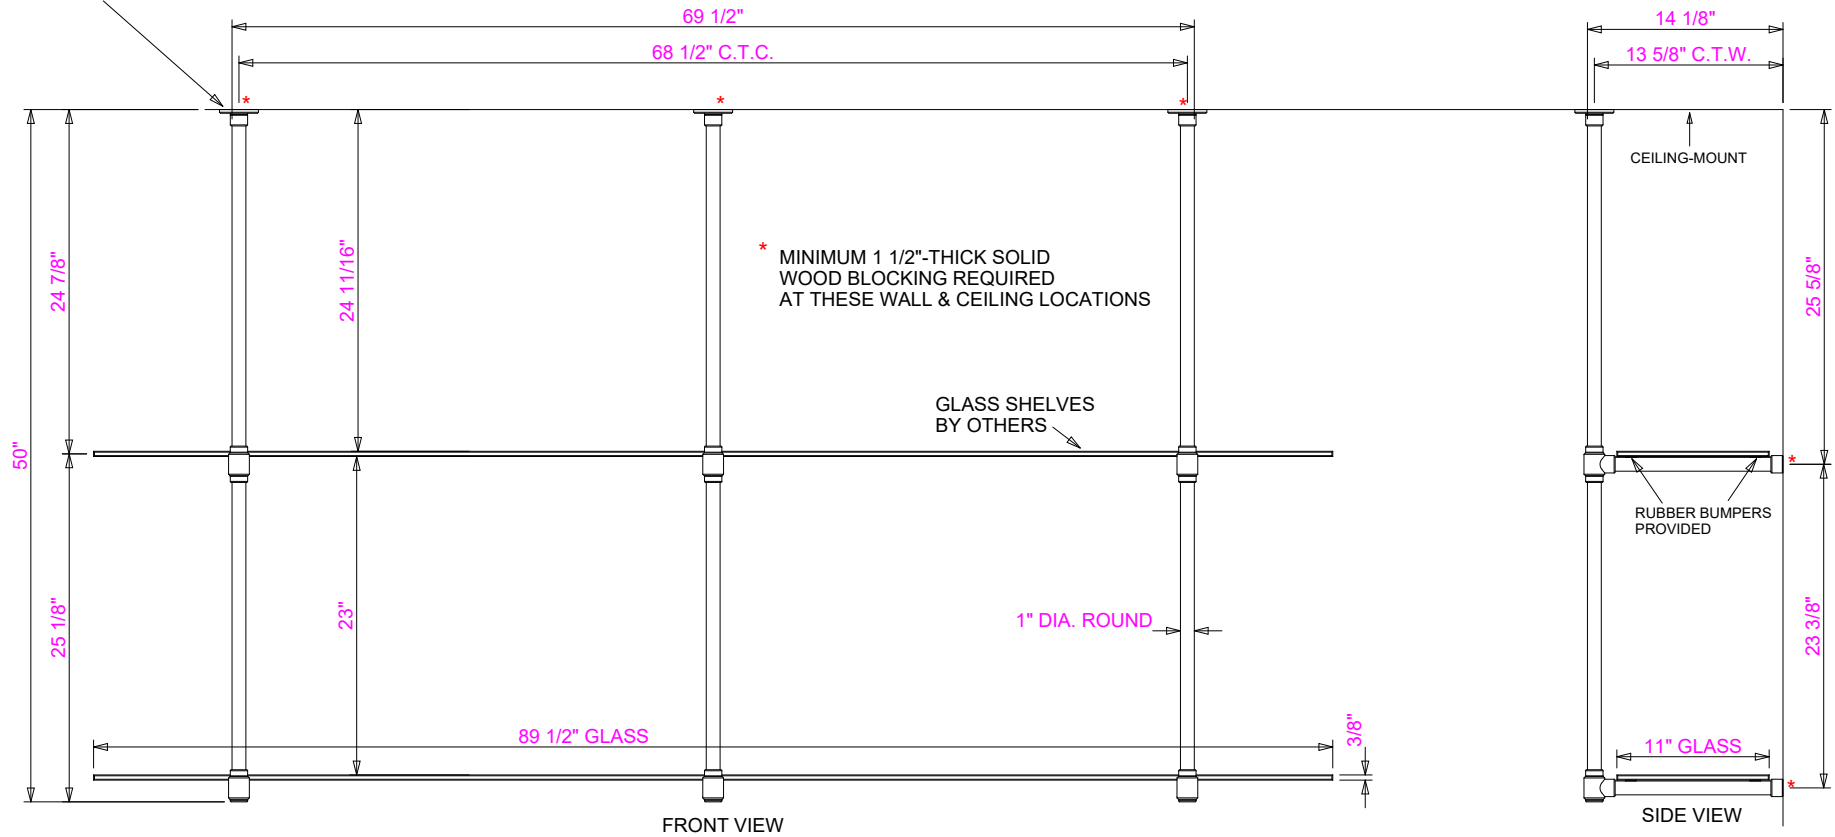 69 1/2"
14 1/8"
68 1/2" C.T.C.
13 5/8" C.T.W.
* * *
CEILING-MOUNT
24 7/8"
24 11/16"
* MINIMUM 1 1/2"-THICK SOLID
WOOD BLOCKING REQUIRED
AT THESE WALL & CEILING LOCATIONS
25 5/8"
GLASS SHELVES
BY OTHERS
50"
*
RUBBER BUMPERS
PROVIDED
25 1/8"
23"
1" DIA. ROUND
23 3/8"
89 1/2" GLASS
3/8"
11" GLASS
*
FRONT VIEW
SIDE VIEW